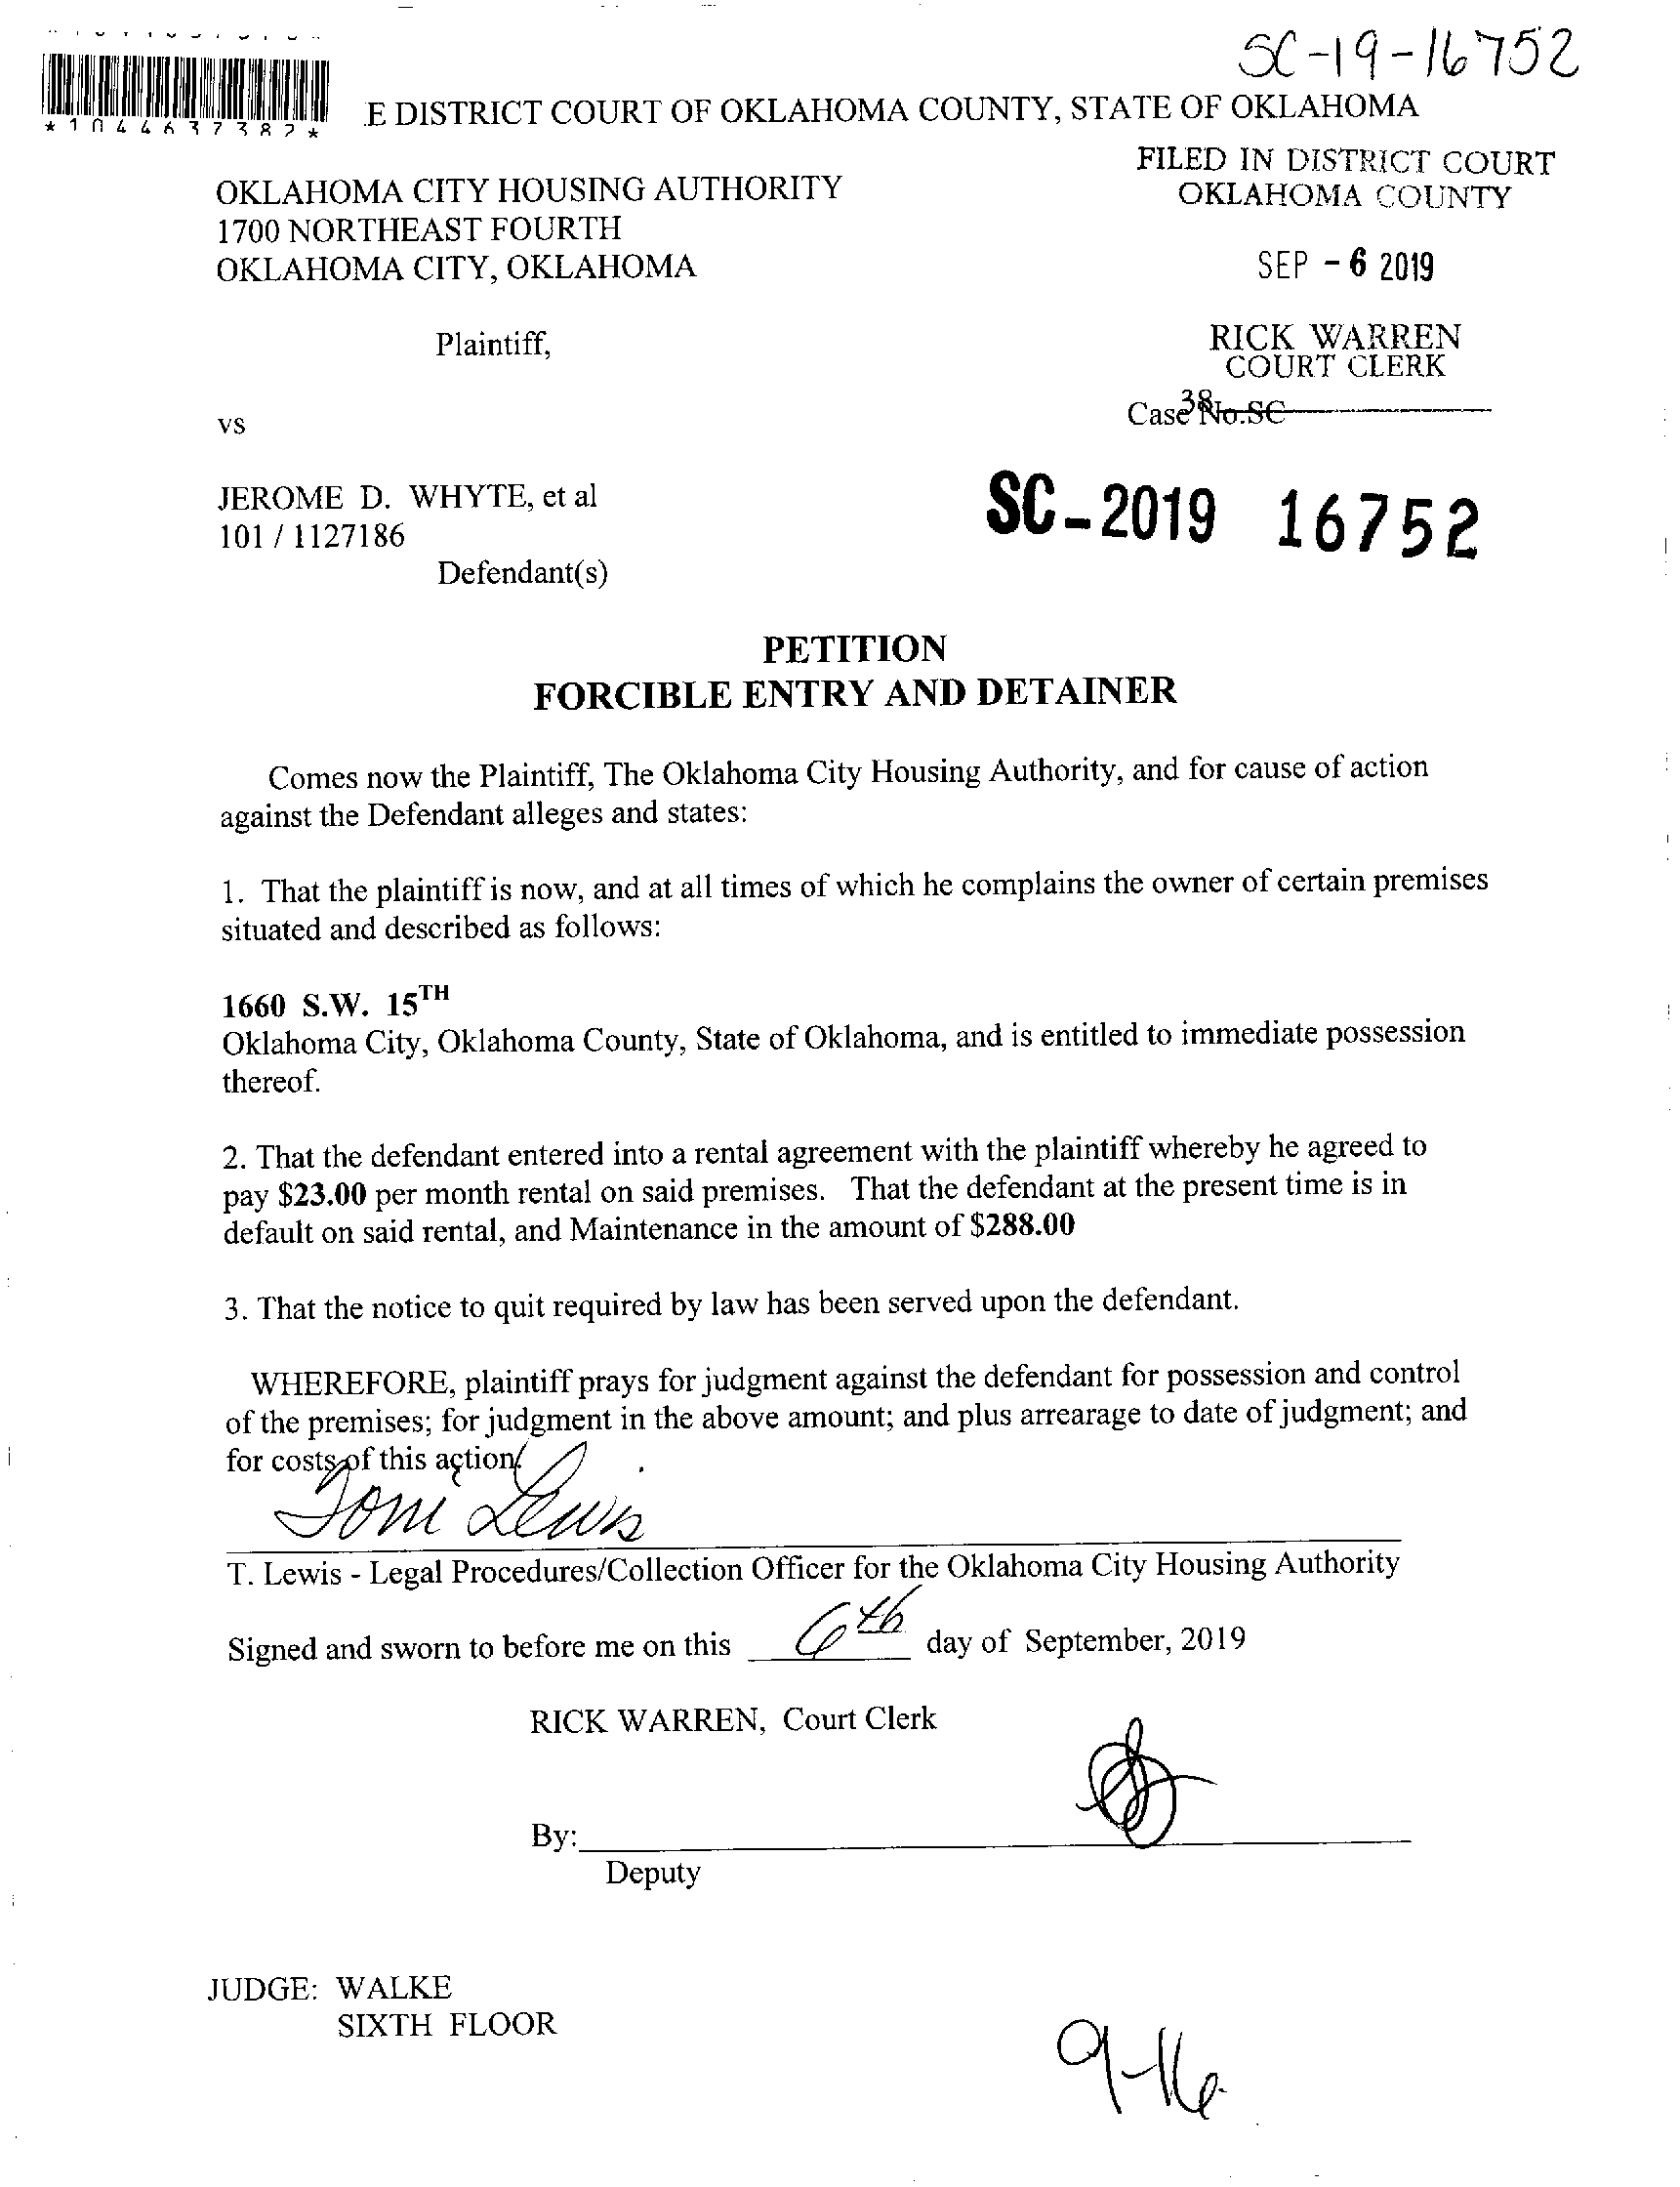 SC-19-16752
*1044637382*
E DISTRICT COURT OF OKLAHOMA COUNTY, STATE OF OKLAHOMA
FILED IN DISTRICT COURT
OKLAHOMA COUNTY
OKLAHOMA CITY HOUSING AUTHORITY
1700 NORTHEAST FOURTH
OKLAHOMA CITY, OKLAHOMA
SEP - 6 2019
Plaintiff,
RICK WARREN
COURT CLERK
38
Case No.SC
vs
JEROME D. WHYTE, et al
101 / 1127186
Defendant(s)
SC-2019 16752
PETITION
FORCIBLE ENTRY AND DETAINER
Comes now the Plaintiff, The Oklahoma City Housing Authority, and for cause of action
against the Defendant alleges and states:
1. That the plaintiff is now, and at all times of which he complains the owner of certain premises
situated and described as follows:
1660 S.W. 15TH
Oklahoma City, Oklahoma County, State of Oklahoma, and is entitled to immediate possession
thereof.
2. That the defendant entered into a rental agreement with the plaintiff whereby he agreed to
pay $23.00 per month rental on said premises. That the defendant at the present time is in
default on said rental, and Maintenance in the amount of $288.00
3. That the notice to quit required by law has been served upon the defendant.
WHEREFORE, plaintiff prays for judgment against the defendant for possession and control
of the premises; for judgment in the above amount; and plus arrearage to date of judgment; and
for costs of this action.
Toni Lewis
T. Lewis - Legal Procedures/Collection Officer for the Oklahoma City Housing Authority
Signed and sworn to before me on this 6th day of September, 2019
RICK WARREN, Court Clerk
By:
Deputy
JUDGE: WALKE
SIXTH FLOOR
9-16